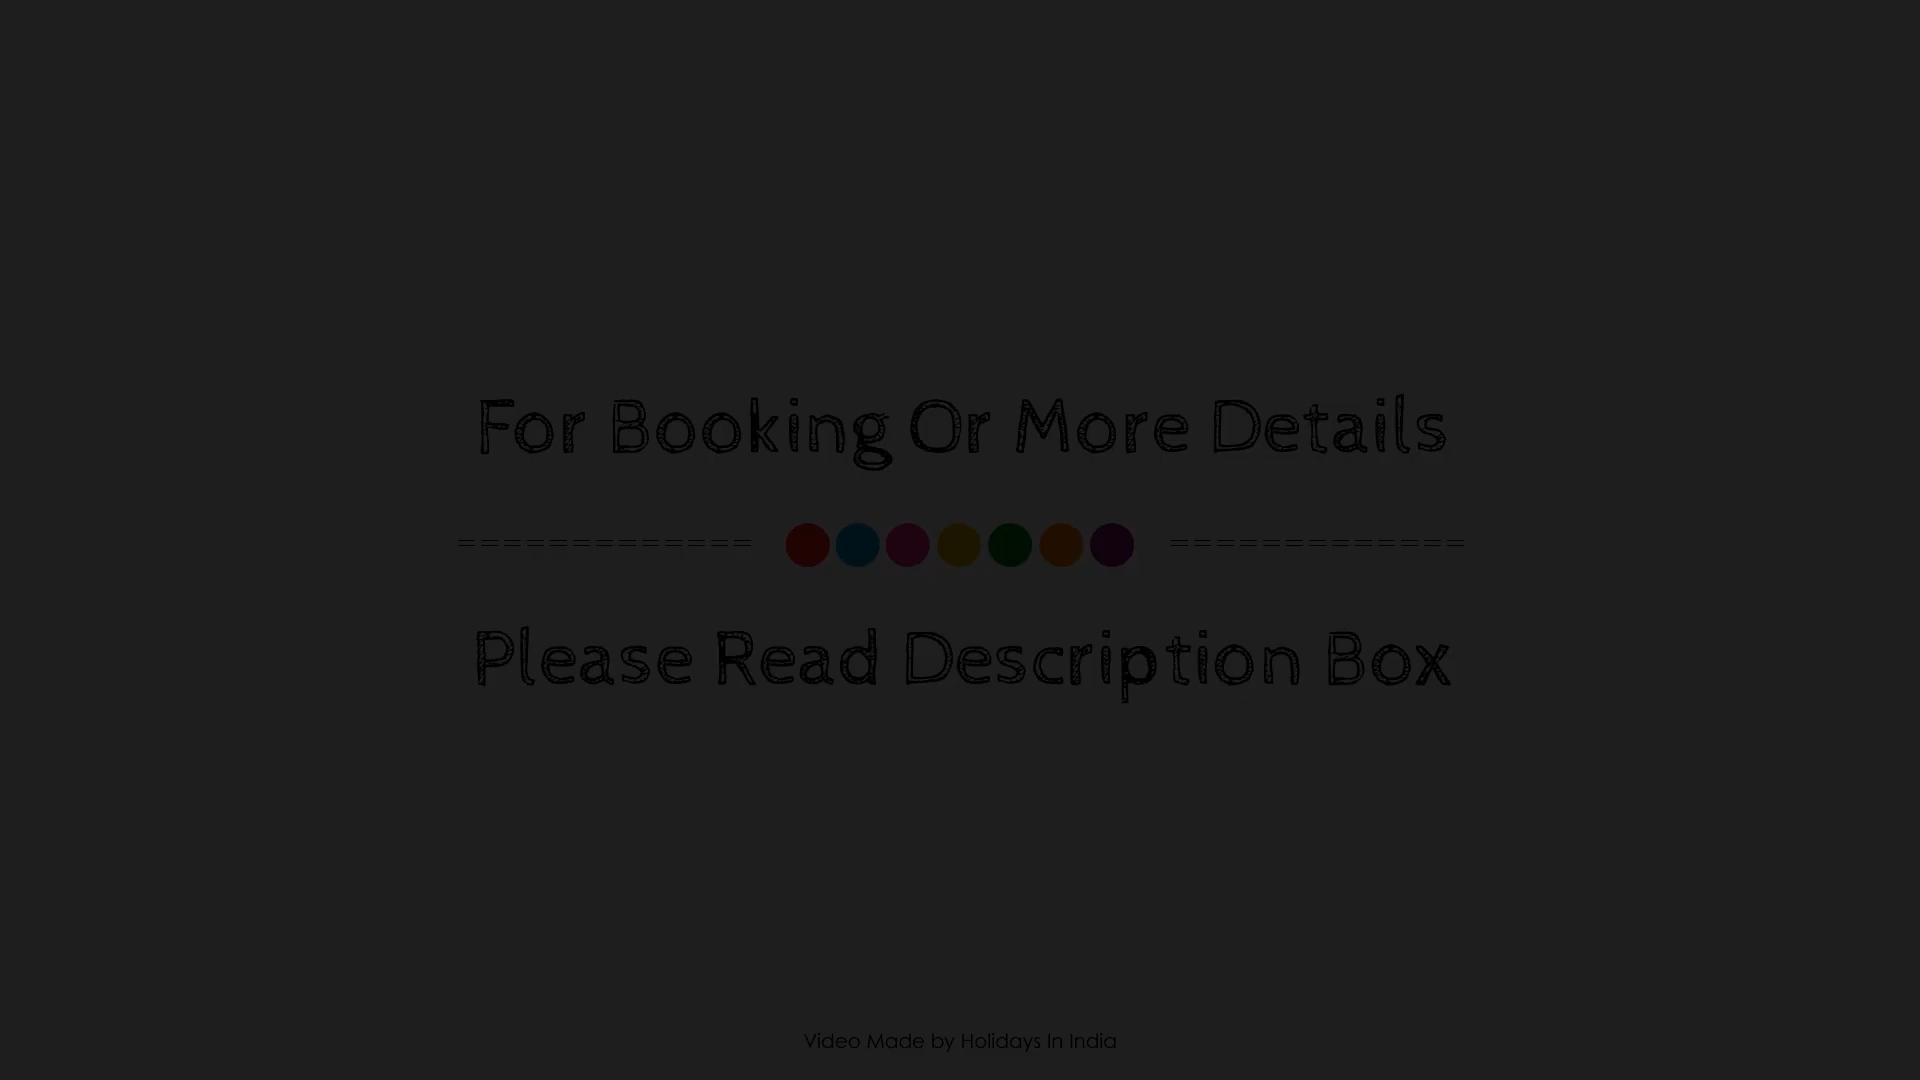 For Booking Or More Details
============= =============
Please Read Description Box
Video Made by Holidays In India